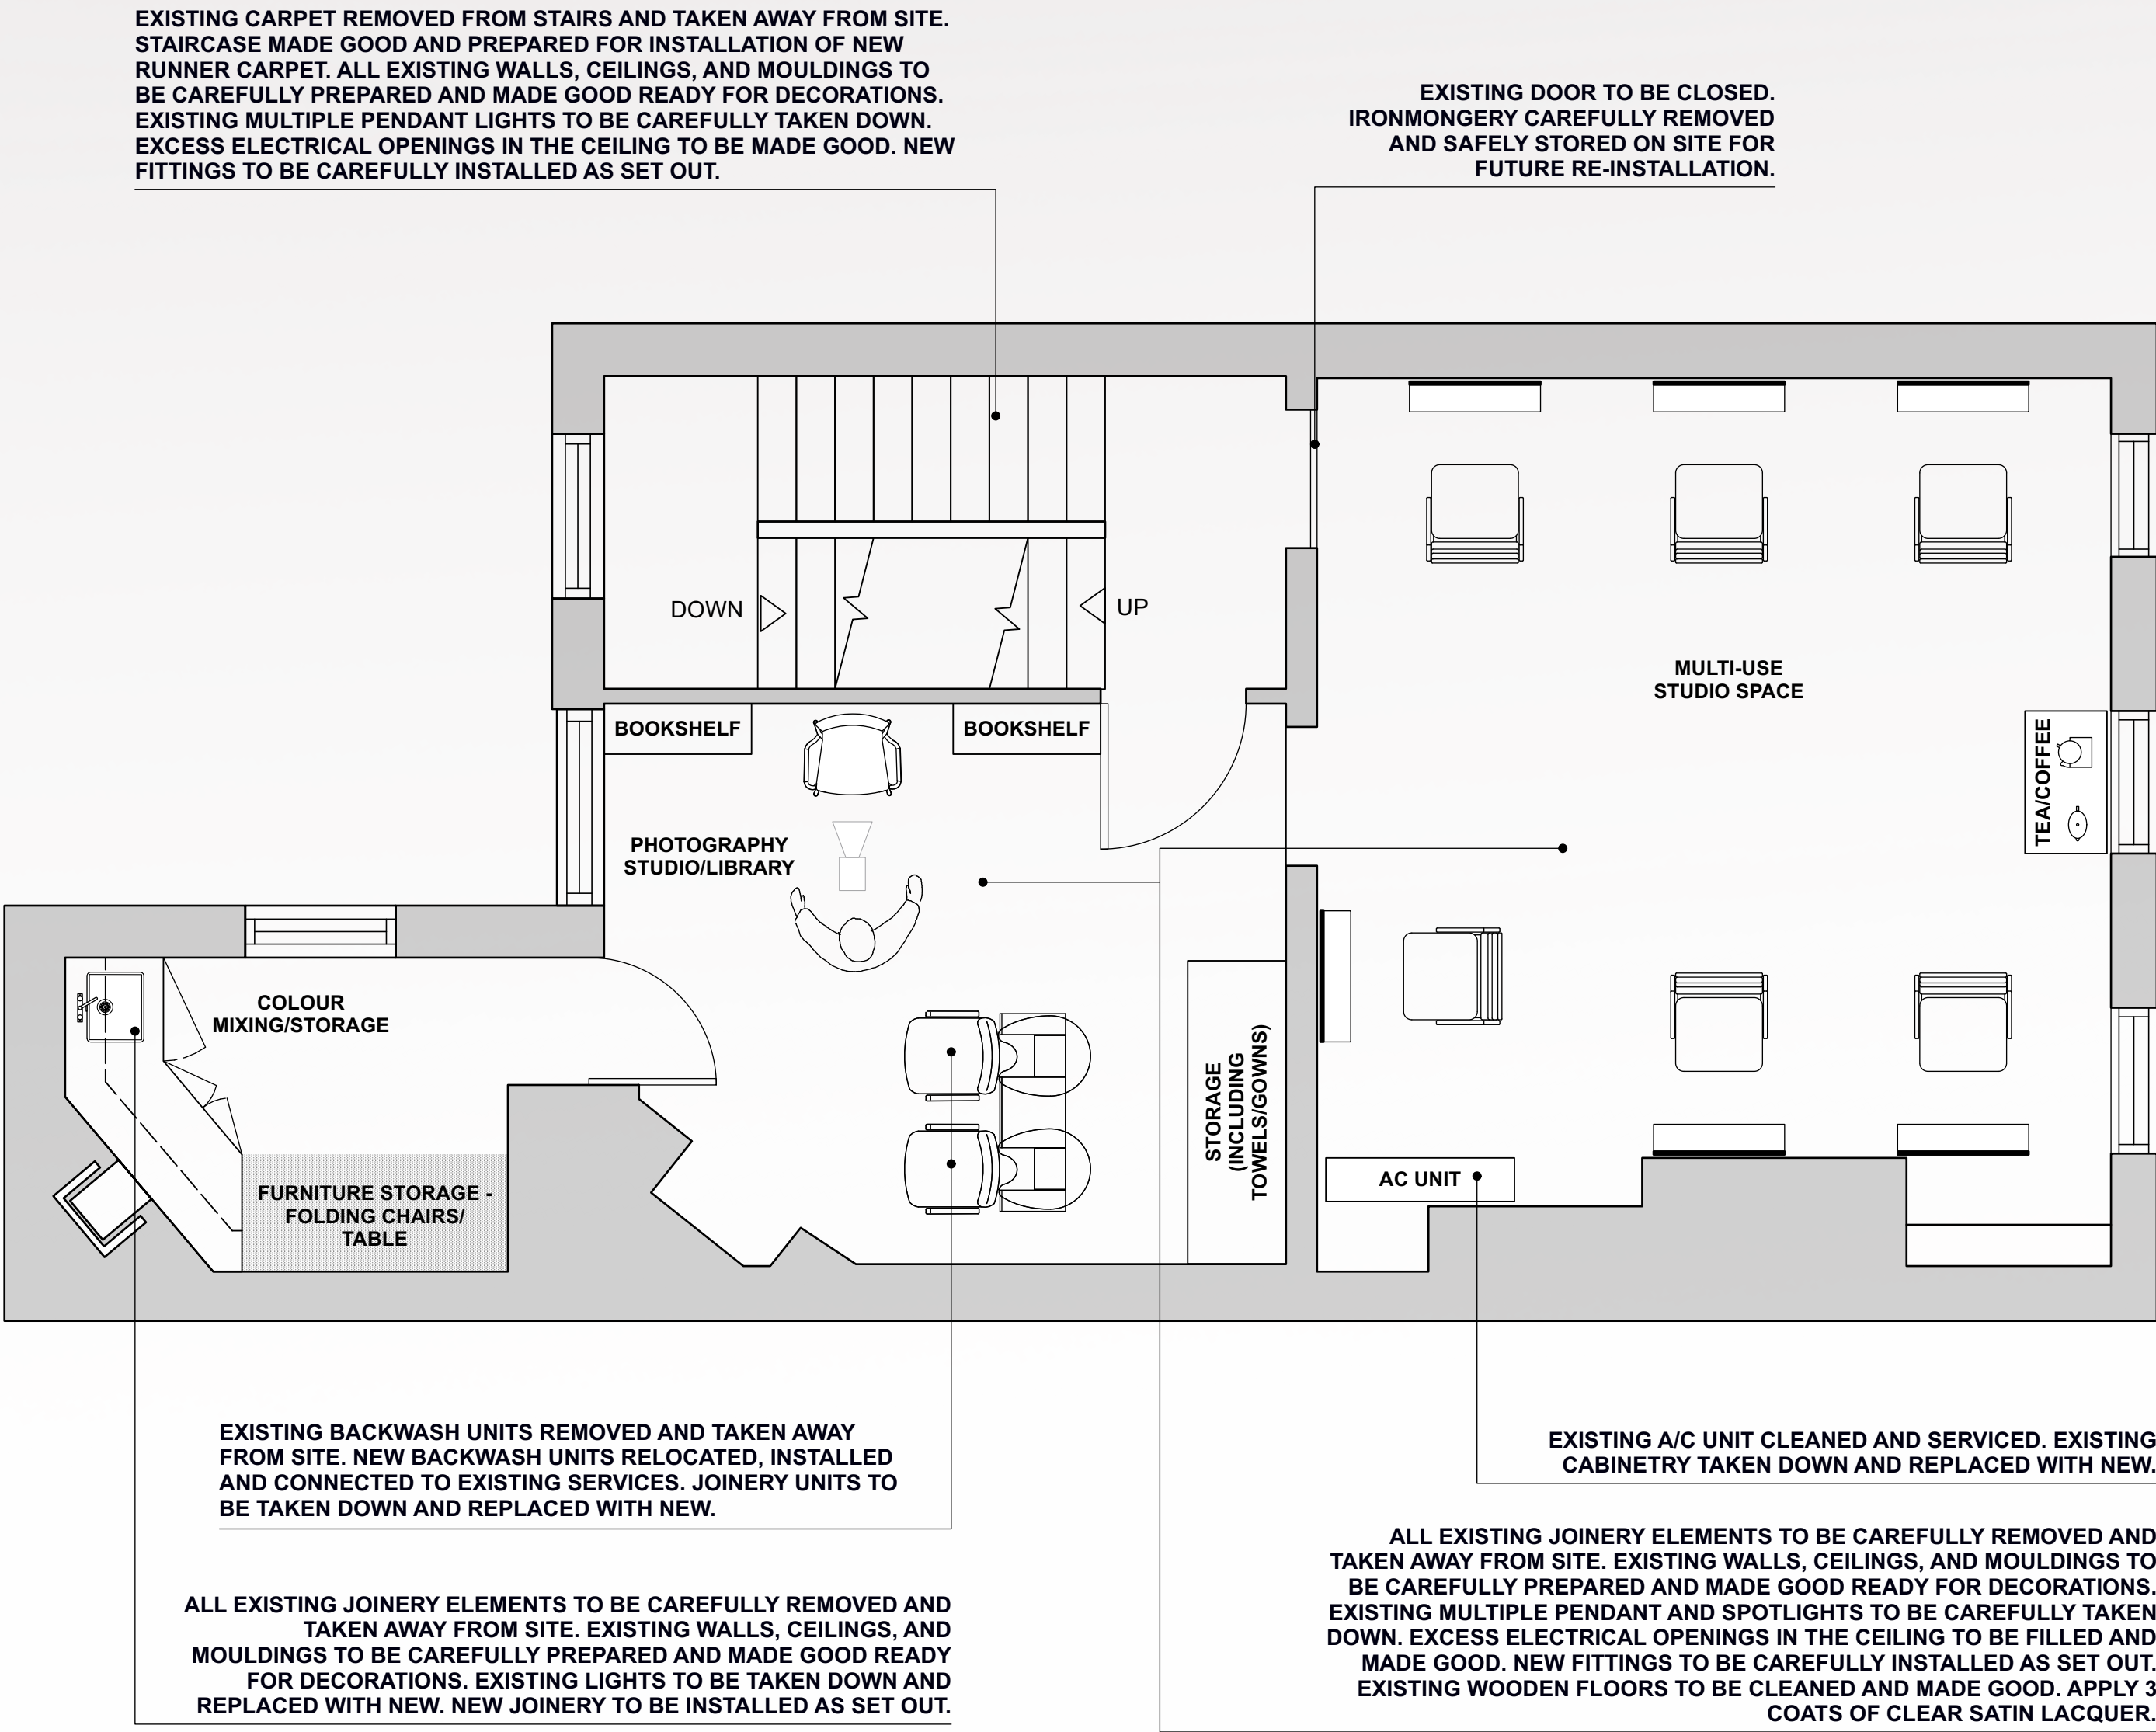 EXISTING CARPET REMOVED FROM STAIRS AND TAKEN AWAY FROM SITE.
STAIRCASE MADE GOOD AND PREPARED FOR INSTALLATION OF NEW
RUNNER CARPET. ALL EXISTING WALLS, CEILINGS, AND MOULDINGS TO
BE CAREFULLY PREPARED AND MADE GOOD READY FOR DECORATIONS.
EXISTING MULTIPLE PENDANT LIGHTS TO BE CAREFULLY TAKEN DOWN.
EXCESS ELECTRICAL OPENINGS IN THE CEILING TO BE MADE GOOD. NEW
FITTINGS TO BE CAREFULLY INSTALLED AS SET OUT.
EXISTING DOOR TO BE CLOSED.
IRONMONGERY CAREFULLY REMOVED
AND SAFELY STORED ON SITE FOR
FUTURE RE-INSTALLATION.
DOWN
UP
MULTI-USE
STUDIO SPACE
BOOKSHELF
BOOKSHELF
TEA/COFFEE
PHOTOGRAPHY
STUDIO/LIBRARY
COLOUR
MIXING/STORAGE
STORAGE
(INCLUDING
TOWELS/GOWNS)
AC UNIT
FURNITURE STORAGE -
FOLDING CHAIRS/
TABLE
EXISTING BACKWASH UNITS REMOVED AND TAKEN AWAY
FROM SITE. NEW BACKWASH UNITS RELOCATED, INSTALLED
AND CONNECTED TO EXISTING SERVICES. JOINERY UNITS TO
BE TAKEN DOWN AND REPLACED WITH NEW.
EXISTING A/C UNIT CLEANED AND SERVICED. EXISTING
CABINETRY TAKEN DOWN AND REPLACED WITH NEW.
ALL EXISTING JOINERY ELEMENTS TO BE CAREFULLY REMOVED AND
TAKEN AWAY FROM SITE. EXISTING WALLS, CEILINGS, AND
MOULDINGS TO BE CAREFULLY PREPARED AND MADE GOOD READY
FOR DECORATIONS. EXISTING LIGHTS TO BE TAKEN DOWN AND
REPLACED WITH NEW. NEW JOINERY TO BE INSTALLED AS SET OUT.
ALL EXISTING JOINERY ELEMENTS TO BE CAREFULLY REMOVED AND
TAKEN AWAY FROM SITE. EXISTING WALLS, CEILINGS, AND MOULDINGS TO
BE CAREFULLY PREPARED AND MADE GOOD READY FOR DECORATIONS.
EXISTING MULTIPLE PENDANT AND SPOTLIGHTS TO BE CAREFULLY TAKEN
DOWN. EXCESS ELECTRICAL OPENINGS IN THE CEILING TO BE FILLED AND
MADE GOOD. NEW FITTINGS TO BE CAREFULLY INSTALLED AS SET OUT.
EXISTING WOODEN FLOORS TO BE CLEANED AND MADE GOOD. APPLY 3
COATS OF CLEAR SATIN LACQUER.